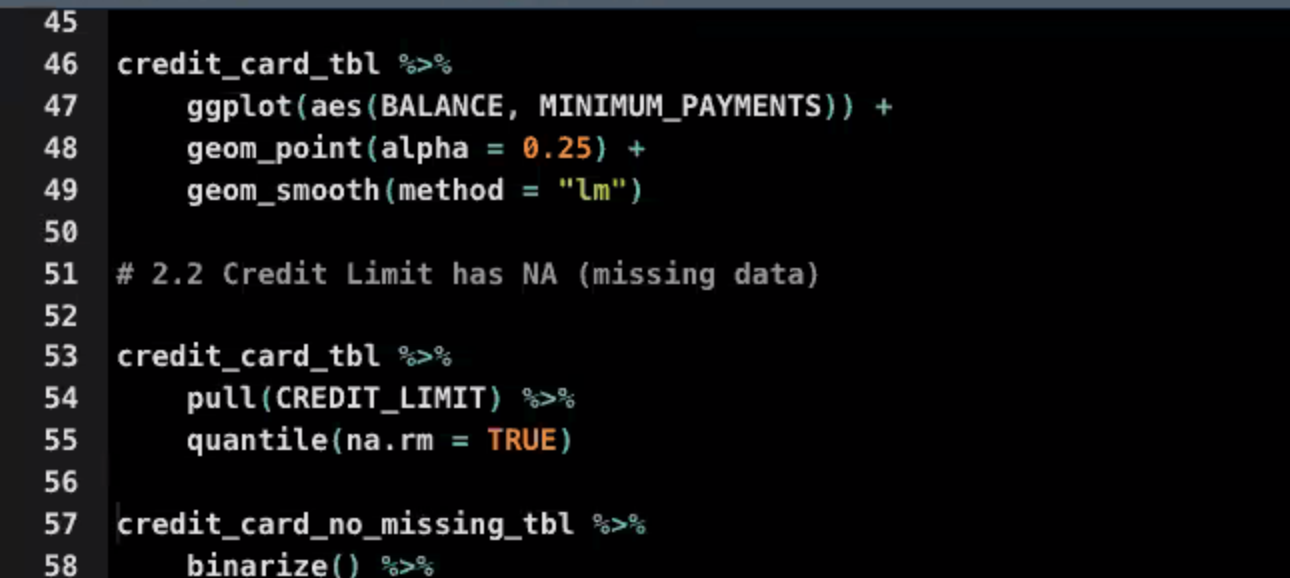 45
46 credit_card_tbl %>%
47     ggplot(aes(BALANCE, MINIMUM_PAYMENTS)) +
48     geom_point(alpha = 0.25) +
49     geom_smooth(method = "lm")
50
51 # 2.2 Credit Limit has NA (missing data)
52
53 credit_card_tbl %>%
54     pull(CREDIT_LIMIT) %>%
55     quantile(na.rm = TRUE)
56
57 credit_card_no_missing_tbl %>%
58     binarize() %>%